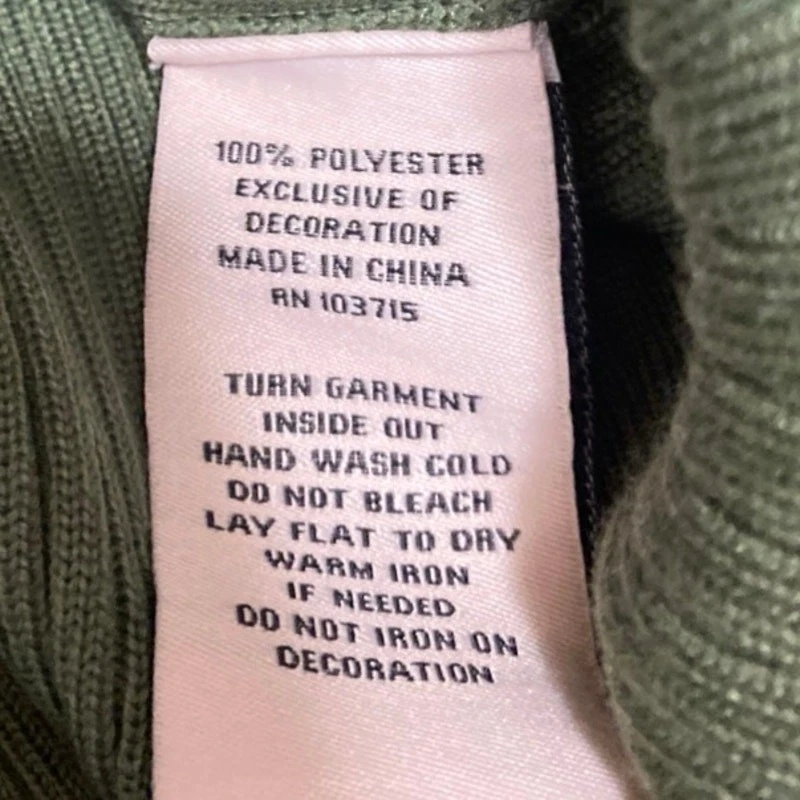 100% POLYESTER
EXCLUSIVE OF
DECORATION
MADE IN CHINA
RN 103715
TURN GARMENT
INSIDE OUT
HAND WASH COLD
DO NOT BLEACH
LAY FLAT TO DRY
WARM IRON
IF NEEDED
DO NOT IRON ON
DECORATION